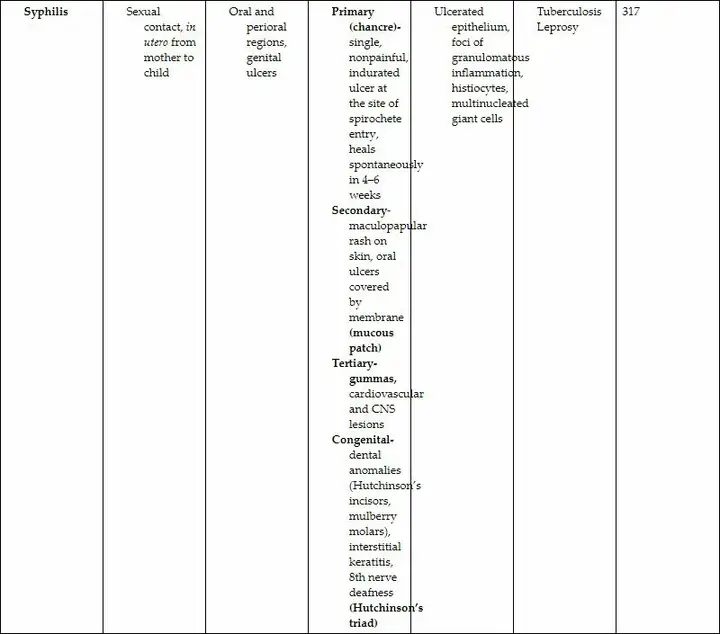 Syphilis
Sexual
contact, in
utero from
mother to
child
Oral and
perioral
regions,
genital
ulcers
Primary
(chancre)-
single,
nonpainful,
indurated
ulcer at
the site of
spirochete
entry,
heals
spontaneously
in 4–6
weeks
Secondary-
maculopapular
rash on
skin, oral
ulcers
covered
by
membrane
(mucous
patch)
Tertiary-
gummas,
cardiovascular
and CNS
lesions
Congenital-
dental
anomalies
(Hutchinson's
incisors,
mulberry
molars),
interstitial
keratitis,
8th nerve
deafness
(Hutchinson's
triad)
Ulcerated
epithelium,
foci of
granulomatous
inflammation,
histiocytes,
multinucleated
giant cells
Tuberculosis
Leprosy
317